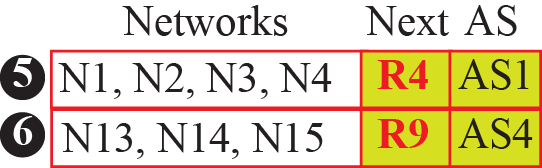 Networks Next AS
5 N1, N2, N3, N4 R4 AS1
6 N13, N14, N15 R9 AS4